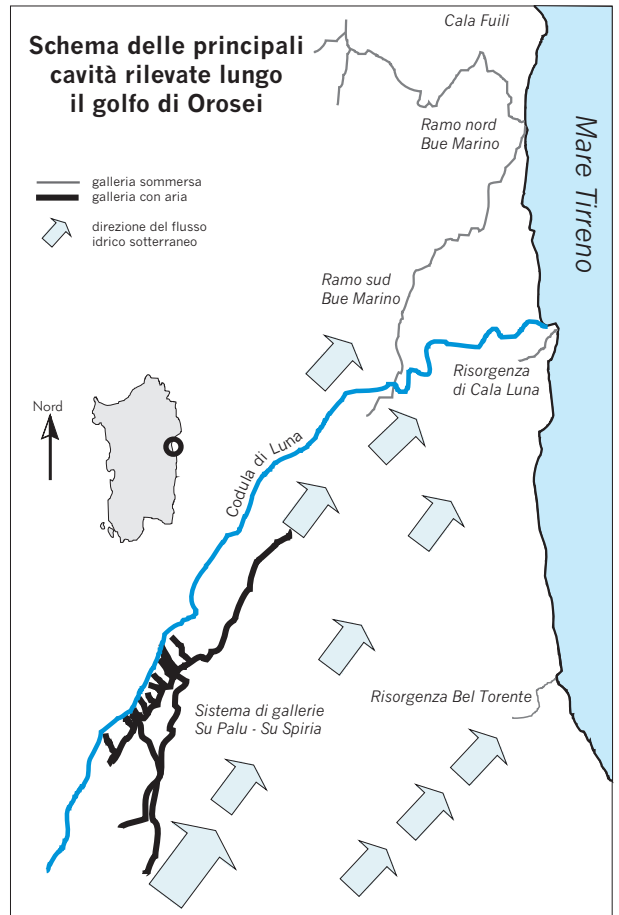 Schema delle principali
cavità rilevate lungo
il golfo di Orosei
galleria sommersa
galleria con aria
direzione del flusso
idrico sotterraneo
Cala Fuili
Ramo nord
Bue Marino
Mare Tirreno
Ramo sud
Bue Marino
Risorgenza
di Cala Luna
Nord
Codula di Luna
Sistema di gallerie
Su Palu - Su Spiria
Risorgenza Bel Torente